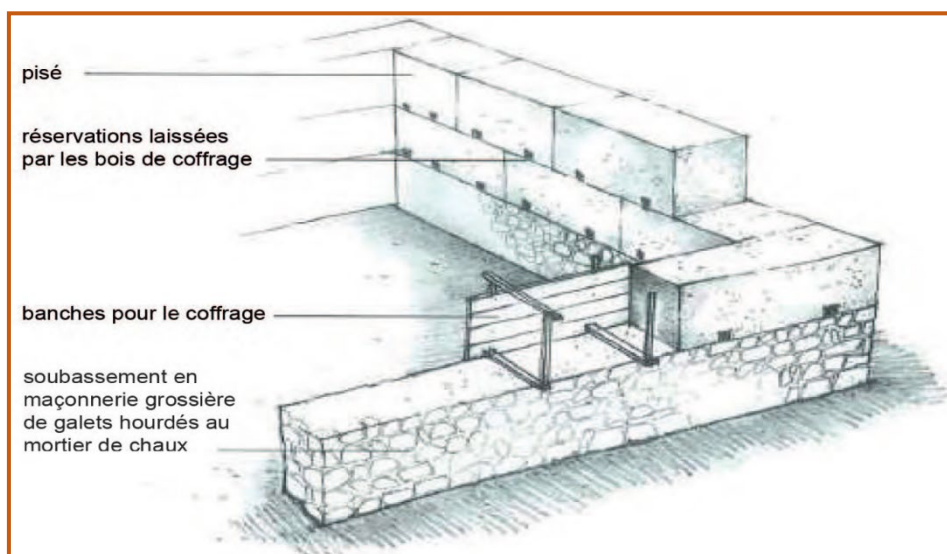 pisé
réservations laissées
par les bois de coffrage
banches pour le coffrage
soubassement en
maçonnerie grossière
de galets hourdés au
mortier de chaux